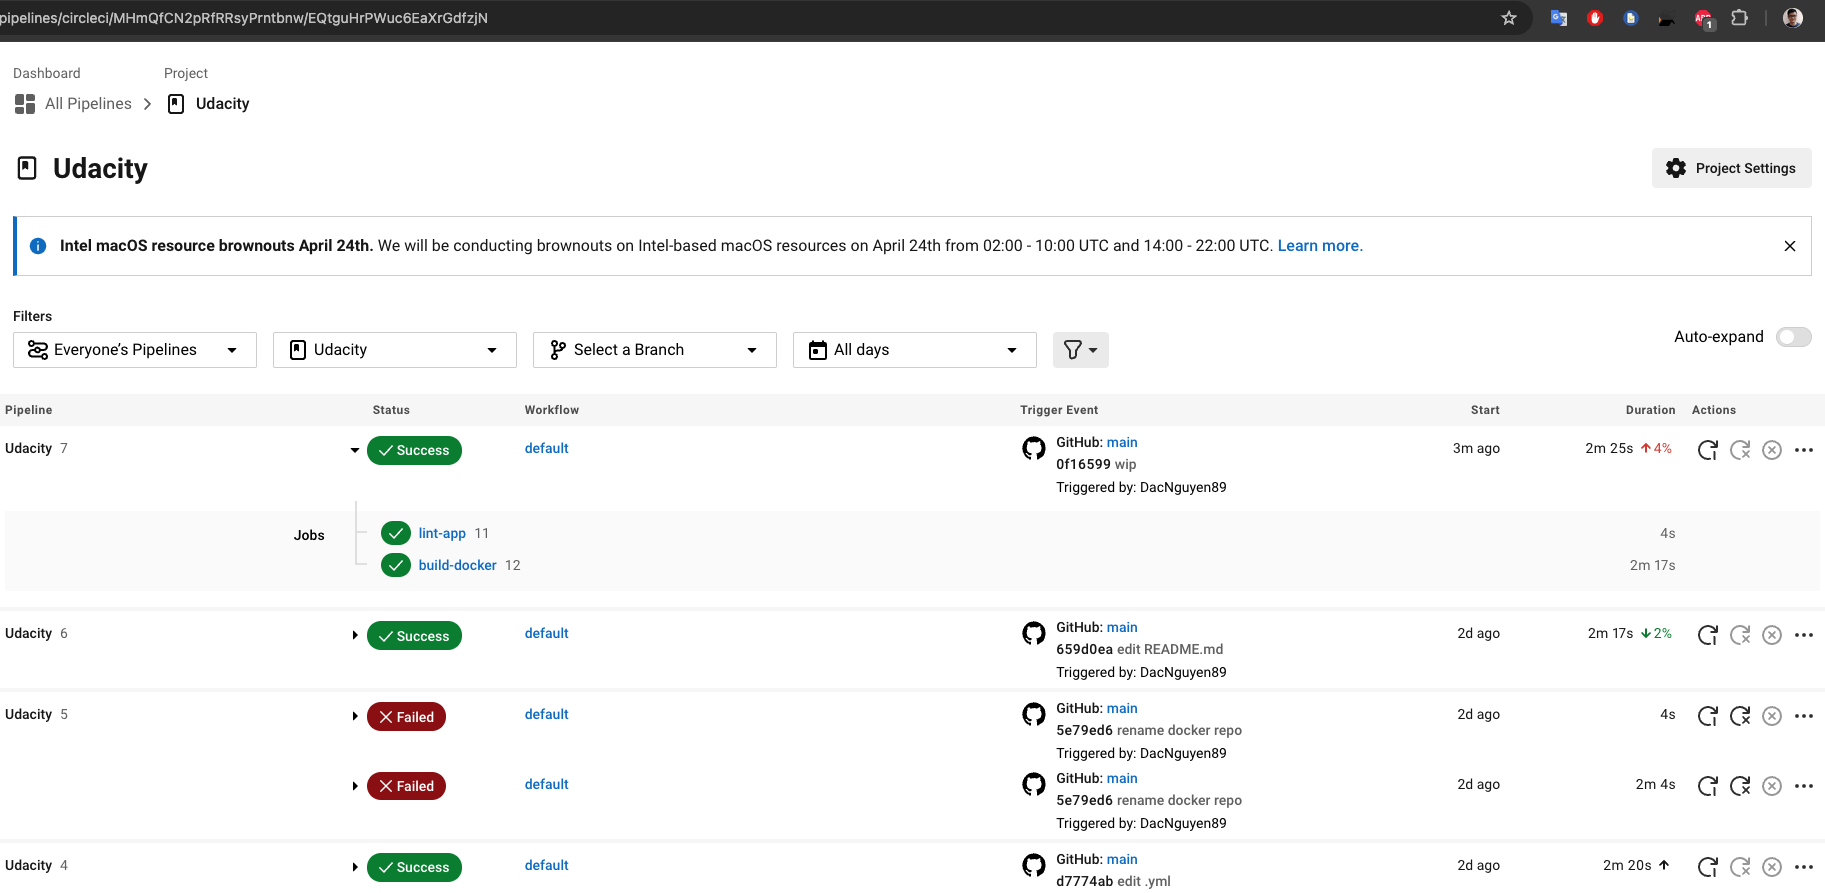 pipelines/circleci/MHmQfCN2pRfRRsyPrntbnw/EQtguHrPWuc6EaXrGdfzjN
1
Dashboard Project
All Pipelines Udacity
Udacity
Project Settings
Intel macOS resource brownouts April 24th. We will be conducting brownouts on Intel-based macOS resources on April 24th from 02:00 - 10:00 UTC and 14:00 - 22:00 UTC. Learn more.
Filters
Everyone's Pipelines Udacity Select a Branch All days
Auto-expand
Pipeline Status Workflow Trigger Event Start Duration Actions
Udacity 7 Success default GitHub: main 3m ago 2m 25s 4%
0f16599 wip
Triggered by: DacNguyen89
Jobs
lint-app 11 4s
build-docker 12 2m 17s
Udacity 6 Success default GitHub: main 2d ago 2m 17s 2%
659d0ea edit README.md
Triggered by: DacNguyen89
Udacity 5 Failed default GitHub: main 2d ago 4s
5e79ed6 rename docker repo
Triggered by: DacNguyen89
Failed default GitHub: main 2d ago 2m 4s
5e79ed6 rename docker repo
Triggered by: DacNguyen89
Udacity 4 Success default GitHub: main 2d ago 2m 20s
d7774ab edit .yml